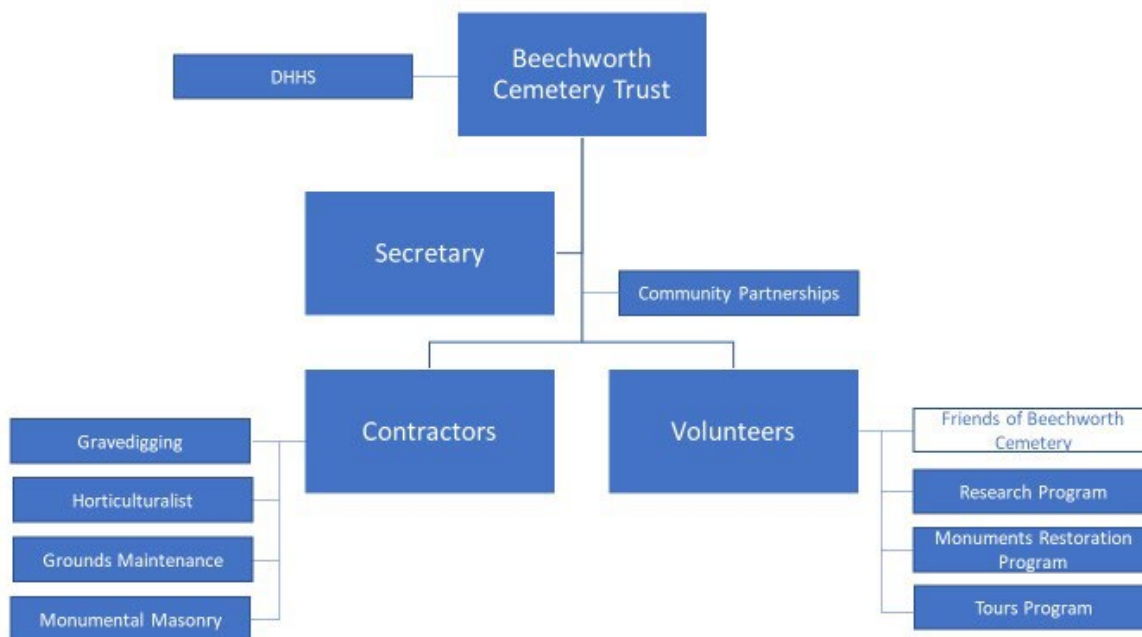 Beechworth
Cemetery Trust
DHHS
Secretary
Community Partnerships
Contractors
Volunteers
Gravedigging
Horticulturalist
Grounds Maintenance
Monumental Masonry
Friends of Beechworth
Cemetery
Research Program
Monuments Restoration
Program
Tours Program